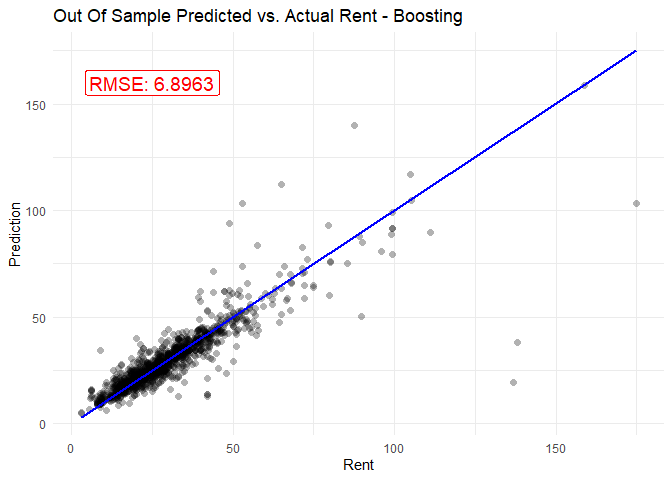 Out Of Sample Predicted vs. Actual Rent - Boosting
RMSE: 6.8963
150
100
50
0
Prediction
0
50
100
150
Rent